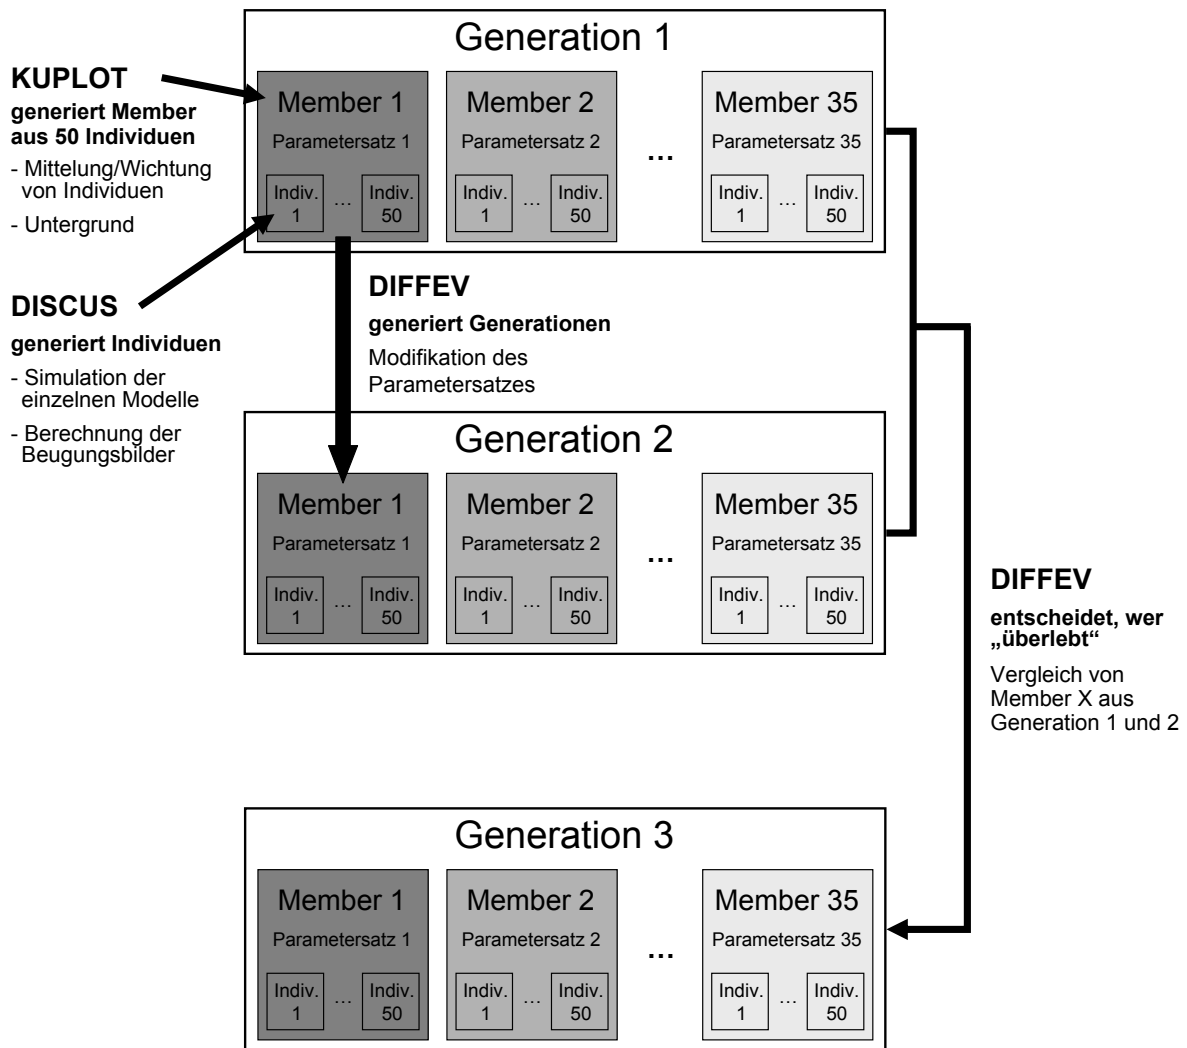 Generation 1
KUPLOT
generiert Member
aus 50 Individuen
- Mittelung/Wichtung
von Individuen
- Untergrund
Member 1
Parametersatz 1
Indiv.
1
...
Indiv.
50
Member 2
Parametersatz 2
Indiv.
1
...
Indiv.
50
...
Member 35
Parametersatz 35
Indiv.
1
...
Indiv.
50
DISCUS
generiert Individuen
- Simulation der
einzelnen Modelle
- Berechnung der
Beugungsbilder
DIFFEV
generiert Generationen
Modifikation des
Parametersatzes
Generation 2
Member 1
Parametersatz 1
Indiv.
1
...
Indiv.
50
Member 2
Parametersatz 2
Indiv.
1
...
Indiv.
50
...
Member 35
Parametersatz 35
Indiv.
1
...
Indiv.
50
DIFFEV
entscheidet, wer
„überlebt“
Vergleich von
Member X aus
Generation 1 und 2
Generation 3
Member 1
Parametersatz 1
Indiv.
1
...
Indiv.
50
Member 2
Parametersatz 2
Indiv.
1
...
Indiv.
50
...
Member 35
Parametersatz 35
Indiv.
1
...
Indiv.
50